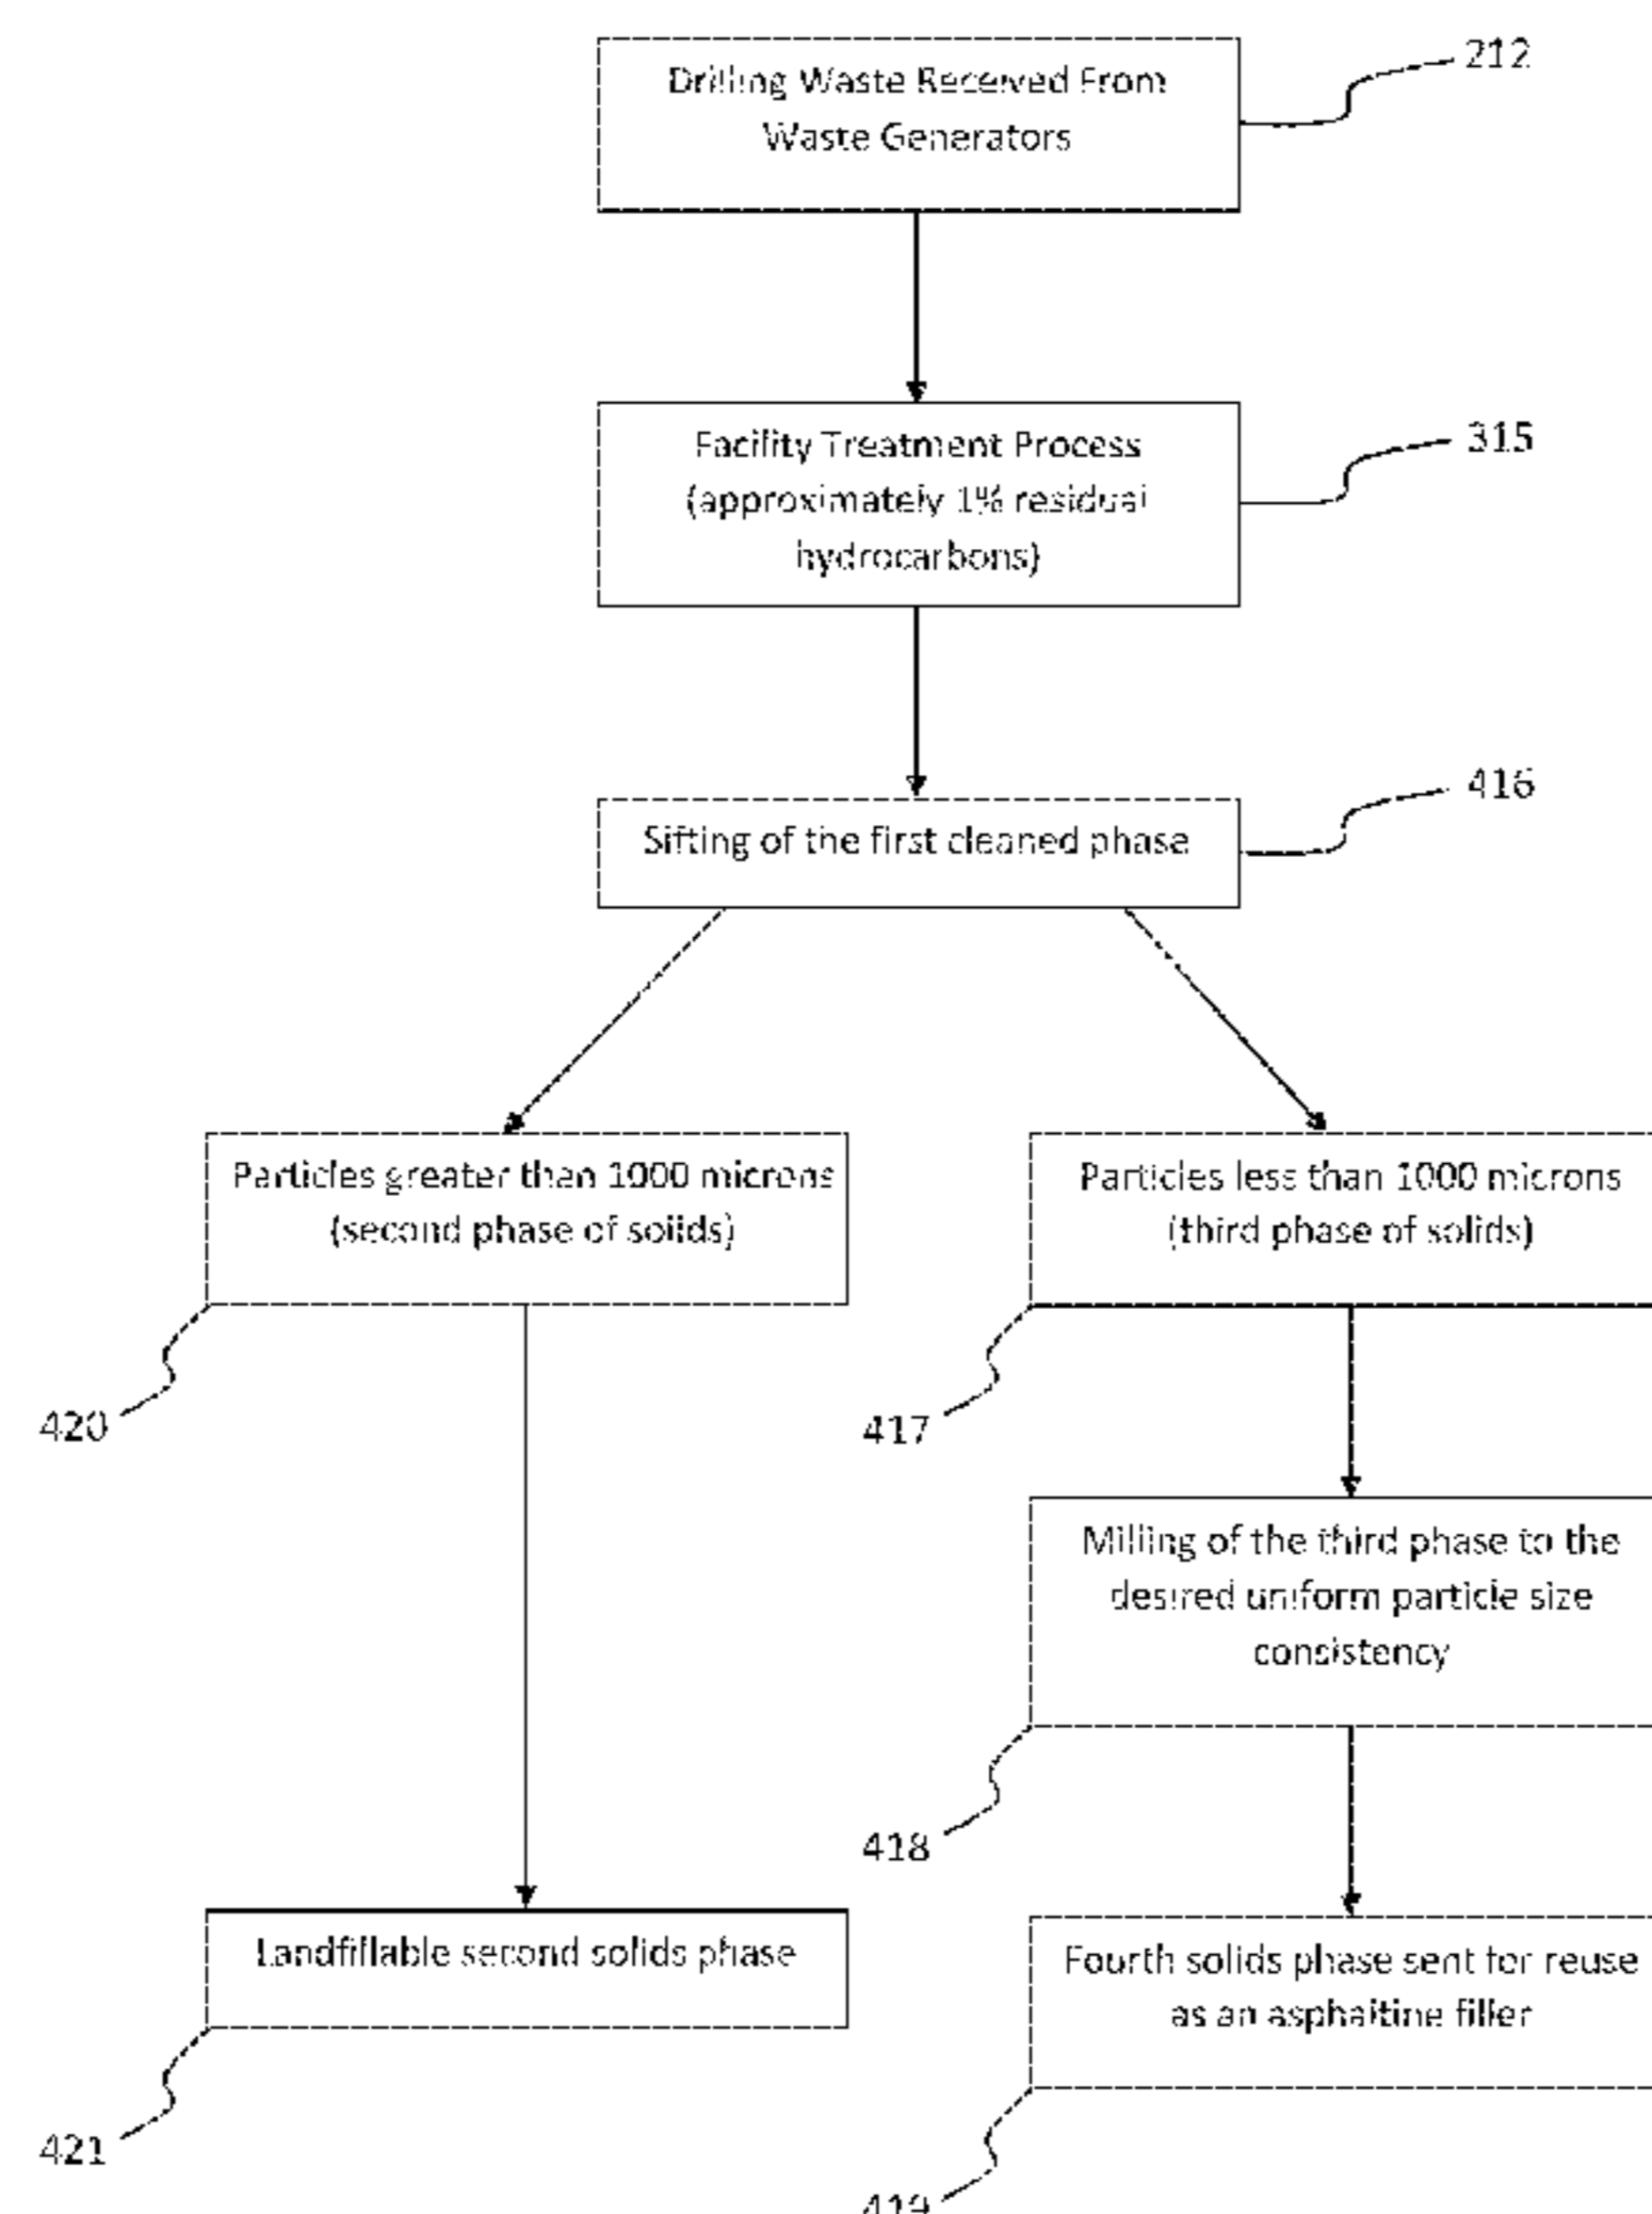 Drilling Waste Received From
Waste Generators
212
Facility Treatment Process
(approximately 1% residual
hydrocarbons)
315
Sifting of the first cleaned phase
416
Particles greater than 1000 microns
(second phase of solids)
420
Particles less than 1000 microns
(third phase of solids)
417
Milling of the third phase to the
desired uniform particle size
consistency
418
Landfillable second solids phase
421
Fourth solids phase sent for reuse
as an asphaltine filler
419